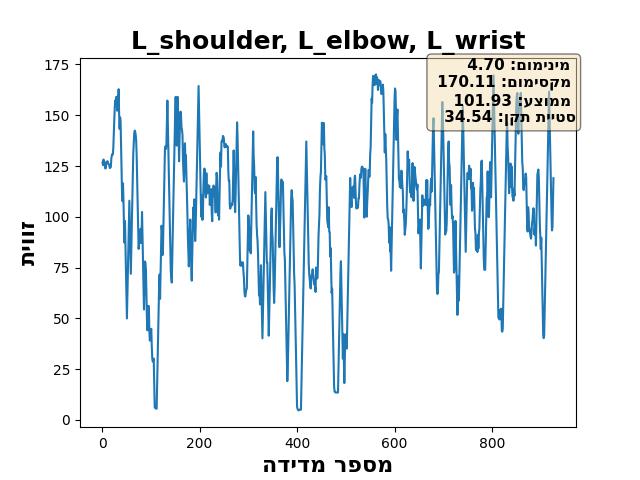 L_shoulder, L_elbow, L_wrist
מינימום: 4.70
מקסימום: 170.11
ממוצע: 101.93
סטיית תקן: 34.54
175
150
125
100
75
50
25
0
זווית
0 200 400 600 800
מספר מדידה